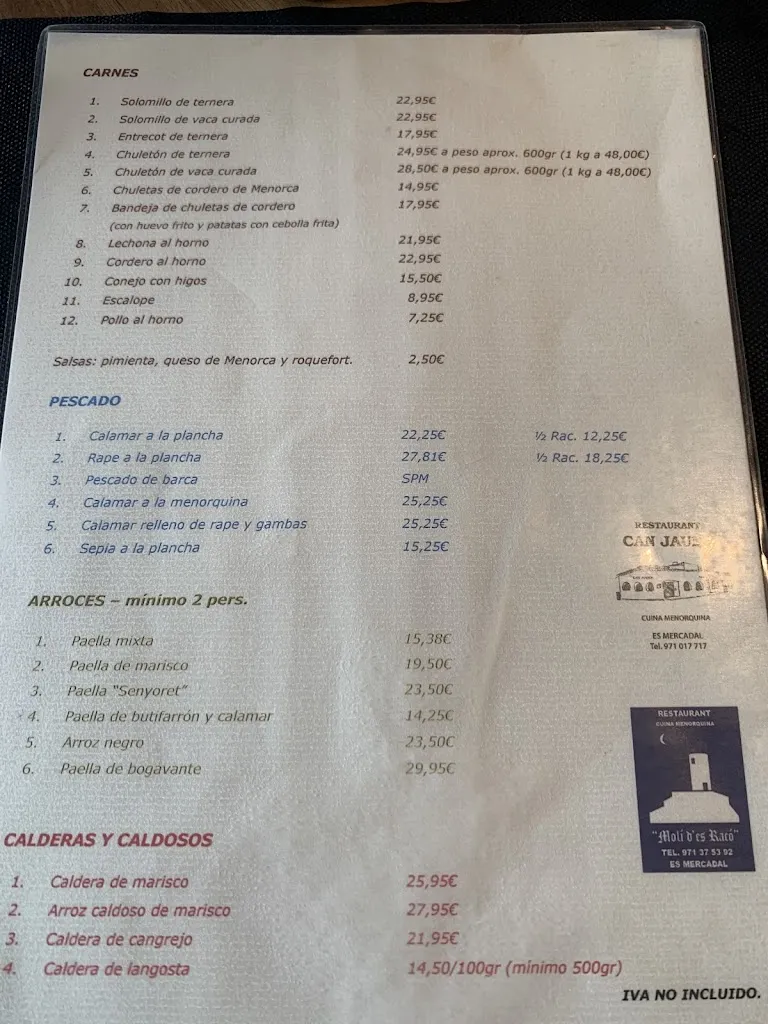 CARNES
1. Solomillo de ternera 22,95€
2. Solomillo de vaca curada 22,95€
3. Entrecot de ternera 17,95€
4. Chuletón de ternera 24,95€ a peso aprox. 600gr (1 kg a 48,00€)
5. Chuletón de vaca curada 28,50€ a peso aprox. 600gr (1 kg a 48,00€)
6. Chuletas de cordero de Menorca 14,95€
7. Bandeja de chuletas de cordero 17,95€
(con huevo frito y patatas con cebolla frita)
8. Lechona al horno 21,95€
9. Cordero al horno 22,95€
10. Conejo con higos 15,50€
11. Escalope 8,95€
12. Pollo al horno 7,25€
Salsas: pimienta, queso de Menorca y roquefort. 2,50€
PESCADO
1. Calamar a la plancha 22,25€ ½ Rac. 12,25€
2. Rape a la plancha 27,81€ ½ Rac. 18,25€
3. Pescado de barca SPM
4. Calamar a la menorquina 25,25€
5. Calamar relleno de rape y gambas 25,25€
6. Sepia a la plancha 15,25€
RESTAURANT
CAN
CUINA MENORQUINA
ES MERCADAL
Tel. 971 017 717
ARROCES – mínimo 2 pers.
1. Paella mixta 15,38€
2. Paella de marisco 19,50€
3. Paella "Senyoret" 23,50€
4. Paella de butifarrón y calamar 14,25€
5. Arroz negro 23,50€
6. Paella de bogavante 29,95€
RESTAURANT
CUINA MENORQUINA
"Molí d'es Racó"
TEL. 971 37 53 92
ES MERCADAL
CALDERAS Y CALDOSOS
1. Caldera de marisco 25,95€
2. Arroz caldoso de marisco 27,95€
3. Caldera de cangrejo 21,95€
4. Caldera de langosta 14,50/100gr (mínimo 500gr)
IVA NO INCLUIDO.